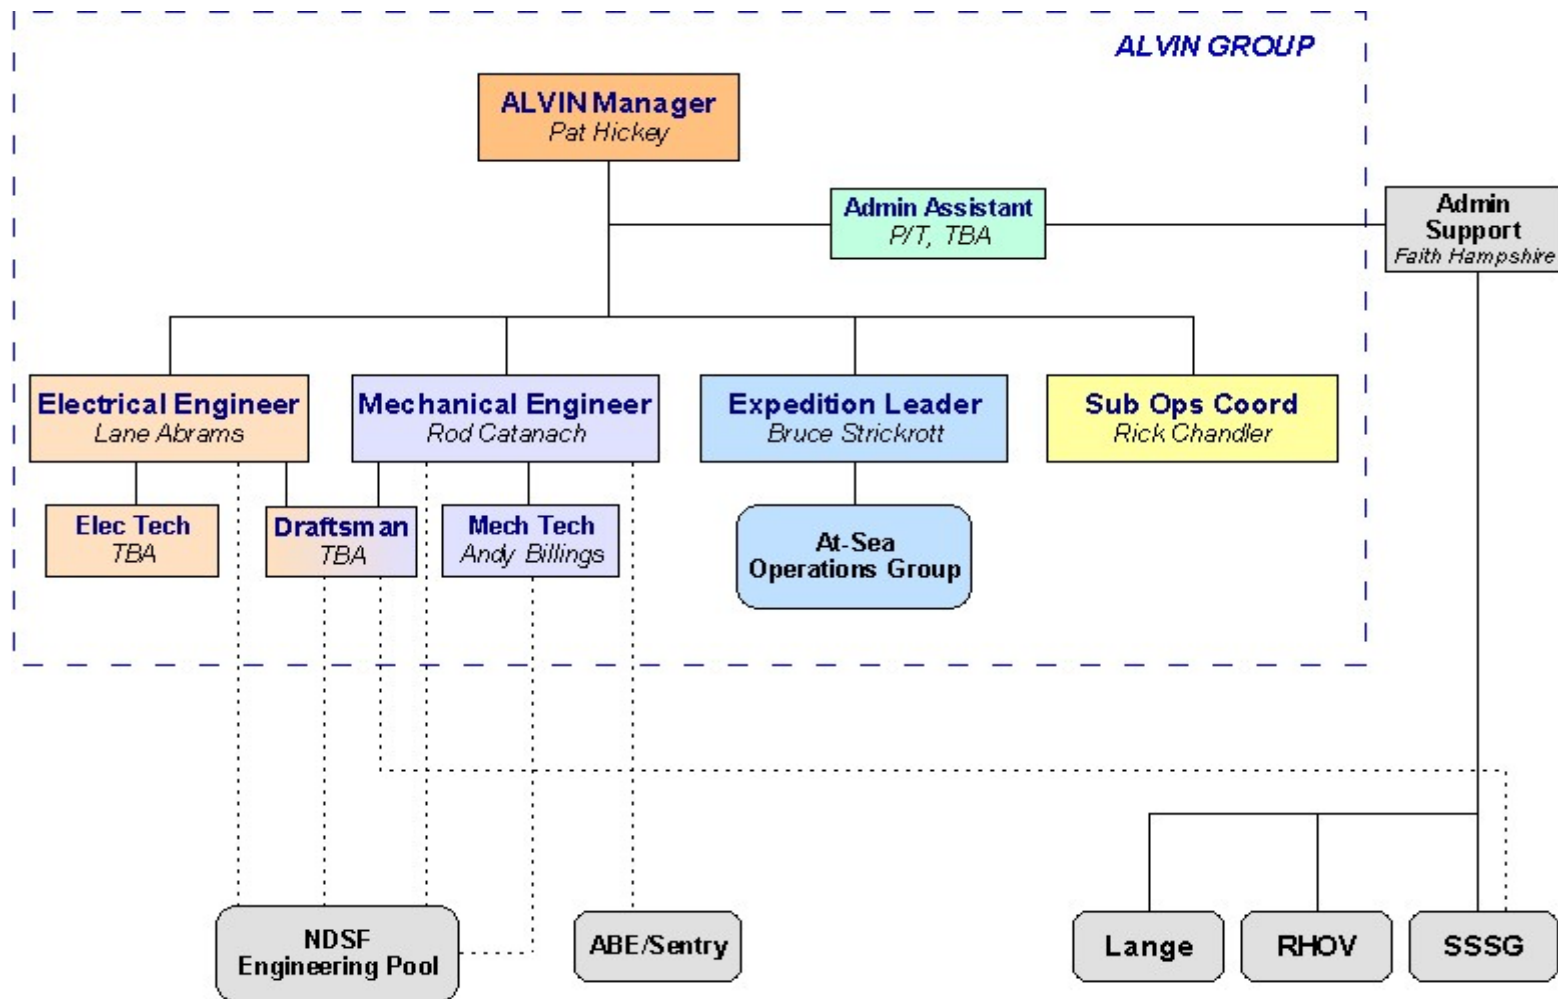 ALVIN GROUP
ALVIN Manager
Pat Hickey
Admin Assistant
P/T, TBA
Admin
Support
Faith Hampshire
Electrical Engineer
Lane Abrams
Mechanical Engineer
Rod Catanach
Expedition Leader
Bruce Strickrott
Sub Ops Coord
Rick Chandler
Elec Tech
TBA
Draftsman
TBA
Mech Tech
Andy Billings
At-Sea
Operations Group
NDSF
Engineering Pool
ABE/Sentry
Lange
RHOV
SSSG